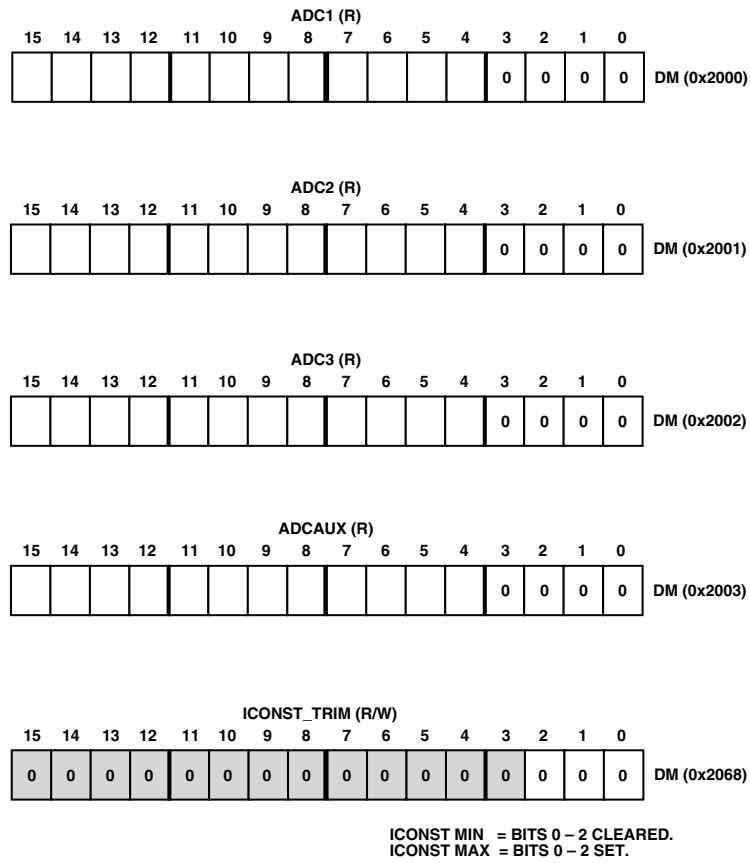 ADC1 (R)
15 14 13 12 11 10 9 8 7 6 5 4 3 2 1 0
0 0 0 0 DM (0x2000)
ADC2 (R)
15 14 13 12 11 10 9 8 7 6 5 4 3 2 1 0
0 0 0 0 DM (0x2001)
ADC3 (R)
15 14 13 12 11 10 9 8 7 6 5 4 3 2 1 0
0 0 0 0 DM (0x2002)
ADCAUX (R)
15 14 13 12 11 10 9 8 7 6 5 4 3 2 1 0
0 0 0 0 DM (0x2003)
ICONST_TRIM (R/W)
15 14 13 12 11 10 9 8 7 6 5 4 3 2 1 0
0 0 0 0 0 0 0 0 0 0 0 0 0 0 0 0 DM (0x2068)
ICONST MIN = BITS 0 – 2 CLEARED.
ICONST MAX = BITS 0 – 2 SET.